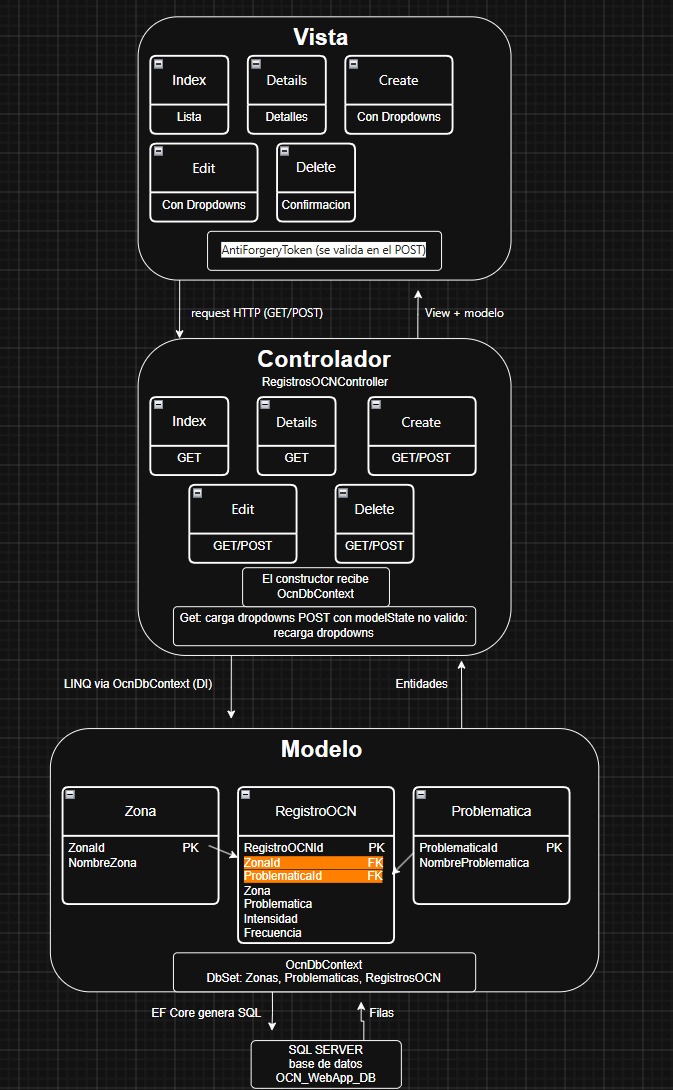 Vista
Index
Lista
Details
Detalles
Create
Con Dropdowns
Edit
Con Dropdowns
Delete
Confirmacion
AntiForgeryToken (se valida en el POST)
request HTTP (GET/POST)
View + modelo
Controlador
RegistrosOCNController
Index
GET
Details
GET
Create
GET/POST
Edit
GET/POST
Delete
GET/POST
El constructor recibe
OcnDbContext
Get: carga dropdowns POST con modelState no valido:
recarga dropdowns
LINQ via OcnDbContext (DI)
Entidades
Modelo
Zona
ZonaId PK
NombreZona
RegistroOCN
RegistroOCNId PK
ZonaId FK
ProblematicaId FK
Zona
Problematica
Intensidad
Frecuencia
Problematica
ProblematicaId PK
NombreProblematica
OcnDbContext
DbSet: Zonas, Problematicas, RegistrosOCN
EF Core genera SQL
Filas
SQL SERVER
base de datos
OCN_WebApp_DB